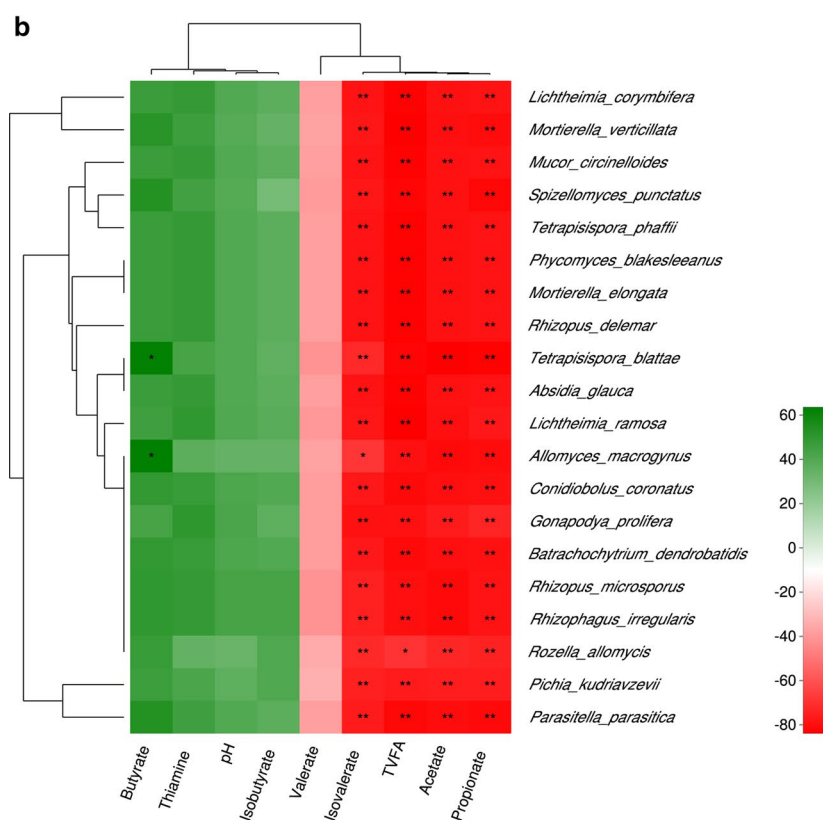 b
** ** ** ** Lichtheimia_corymbifera
** ** ** ** Mortierella_verticillata
** ** ** ** Mucor_circinelloides
** ** ** ** Spizellomyces_punctatus
** ** ** ** Tetrapisispora_phaffii
** ** ** ** Phycomyces_blakesleeanus
** ** ** ** Mortierella_elongata
** ** ** ** Rhizopus_delemar
* ** ** ** ** Tetrapisispora_blattae
** ** ** ** Absidia_glauca
** ** ** ** Lichtheimia_ramosa
* * ** ** ** Allomyces_macrogynus
** ** ** ** Conidiobolus_coronatus
** ** ** ** Gonapodya_prolifera
** ** ** ** Batrachochytrium_dendrobatidis
** ** ** ** Rhizopus_microsporus
** ** ** ** Rhizophagus_irregularis
** * ** ** Rozella_allomycis
** ** ** ** Pichia_kudriavzevii
** ** ** ** Parasitella_parasitica
Butyrate
Thiamine
pH
Isobutyrate
Valerate
Isovalerate
TVFA
Acetate
Propionate
60
40
20
0
-20
-40
-60
-80